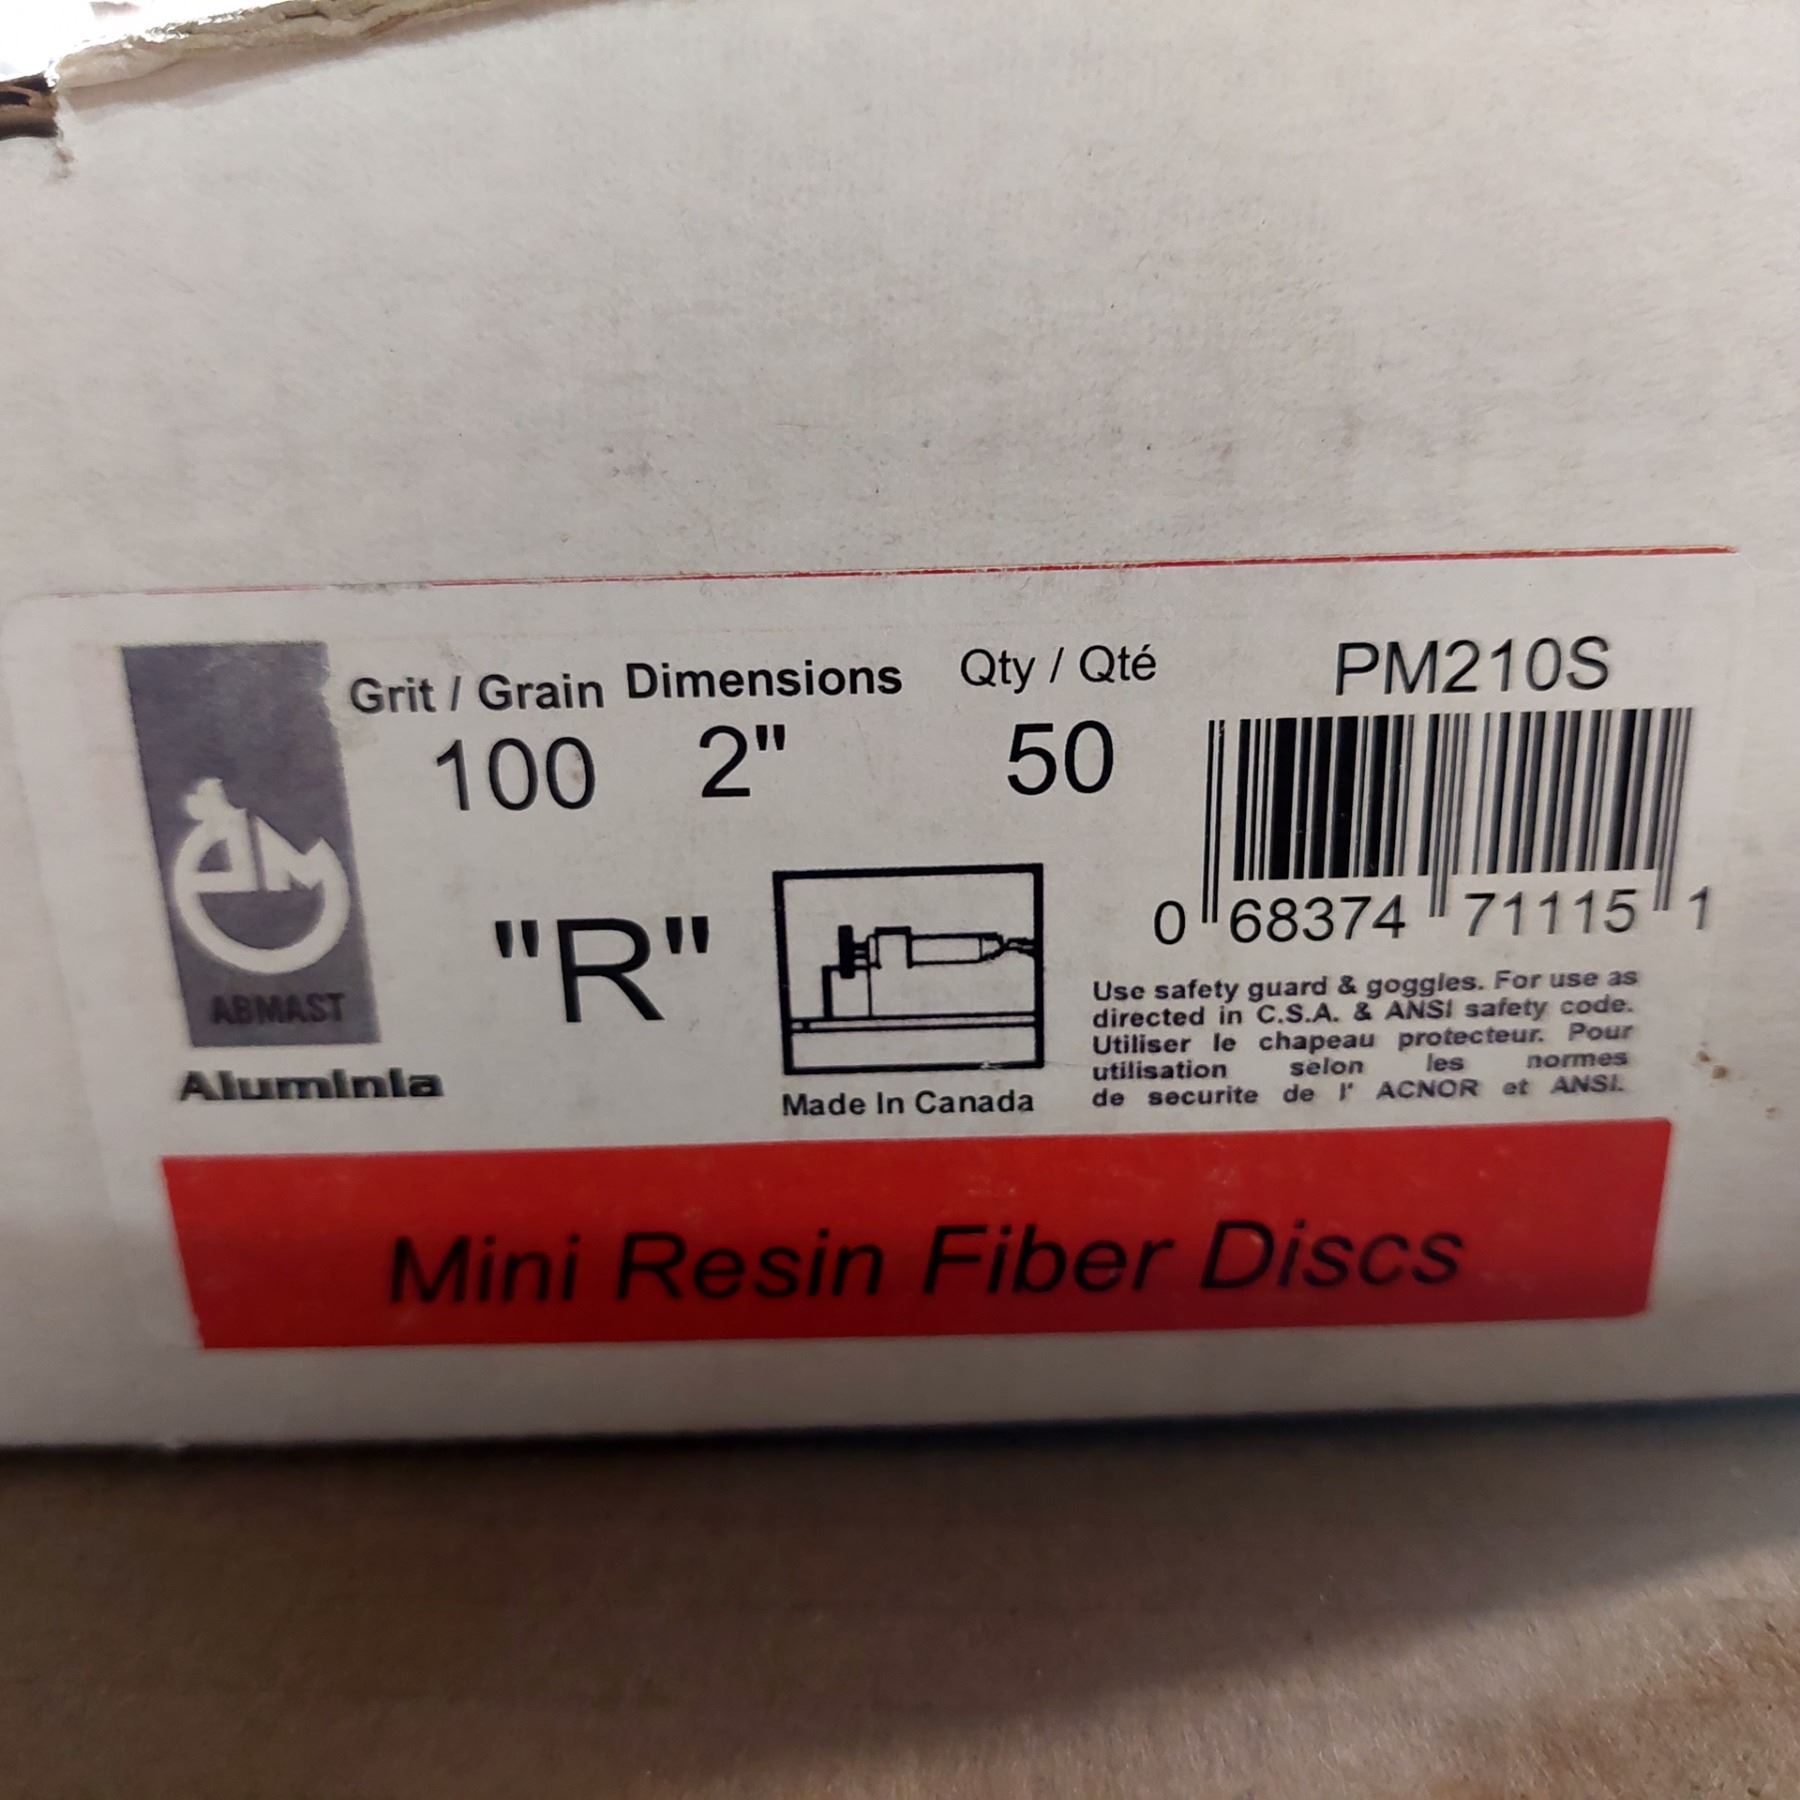 Grit / Grain Dimensions Qty / Qté PM210S
100 2" 50
"R"
0 68374 71115 1
ABMAST
Aluminia
Made In Canada
Use safety guard & goggles. For use as
directed in C.S.A. & ANSI safety code.
Utiliser le chapeau protecteur. Pour
utilisation selon les normes
de securite de l' ACNOR et ANSI.
Mini Resin Fiber Discs